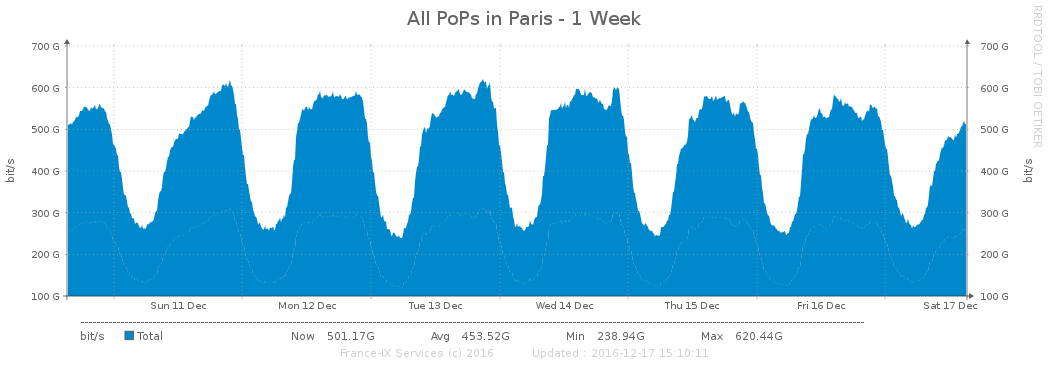 All PoPs in Paris - 1 Week
RRDTOOL / TOBI OETIKER
700 G 700 G
600 G 600 G
500 G 500 G
400 G 400 G
300 G 300 G
200 G 200 G
100 G 100 G
bit/s bit/s
Sun 11 Dec Mon 12 Dec Tue 13 Dec Wed 14 Dec Thu 15 Dec Fri 16 Dec Sat 17 Dec
bit/s Total Now 501.17G Avg 453.52G Min 238.94G Max 620.44G
France-IX Services (c) 2016 Updated : 2016-12-17 15:10:11